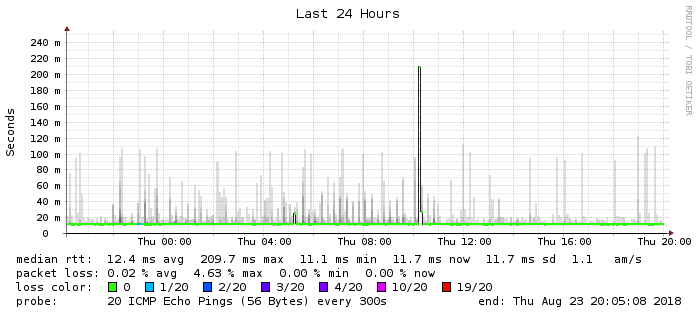 Last 24 Hours
RRDTOOL / TOBI OETIKER
Seconds
240 m
220 m
200 m
180 m
160 m
140 m
120 m
100 m
80 m
60 m
40 m
20 m
0
Thu 00:00 Thu 04:00 Thu 08:00 Thu 12:00 Thu 16:00 Thu 20:00
median rtt: 12.4 ms avg 209.7 ms max 11.1 ms min 11.7 ms now 11.7 ms sd 1.1 am/s
packet loss: 0.02 % avg 4.63 % max 0.00 % min 0.00 % now
loss color: 0 1/20 2/20 3/20 4/20 10/20 19/20
probe: 20 ICMP Echo Pings (56 Bytes) every 300s end: Thu Aug 23 20:05:08 2018